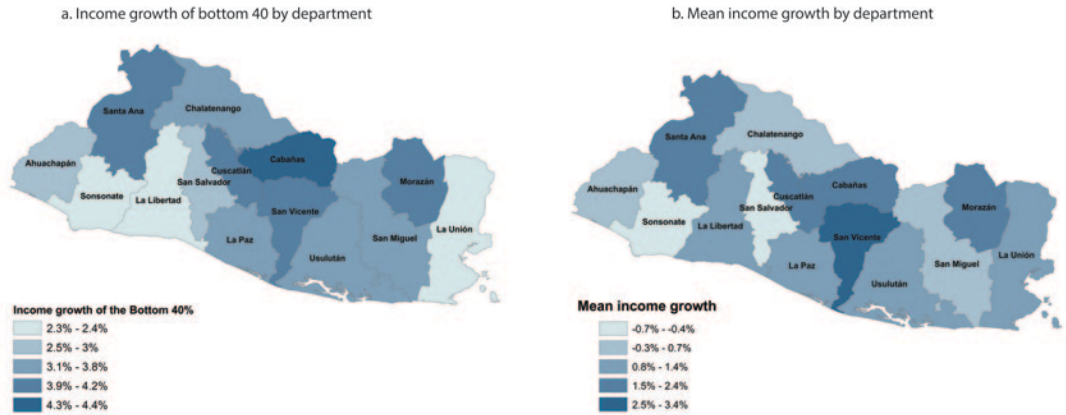 a. Income growth of bottom 40 by department
Santa Ana
Chalatenango
Ahuachapán
Cabañas
Cuscatlán
San Salvador
Morazán
Sonsonate
La Libertad
San Vicente
La Unión
La Paz
San Miguel
Usulután
Income growth of the Bottom 40%
2.3% - 2.4%
2.5% - 3%
3.1% - 3.8%
3.9% - 4.2%
4.3% - 4.4%
b. Mean income growth by department
Santa Ana
Chalatenango
Ahuachapán
Cabañas
Cuscatlán
San Salvador
Morazán
Sonsonate
La Libertad
San Vicente
La Unión
La Paz
San Miguel
Usulután
Mean income growth
-0.7% - -0.4%
-0.3% - 0.7%
0.8% - 1.4%
1.5% - 2.4%
2.5% - 3.4%